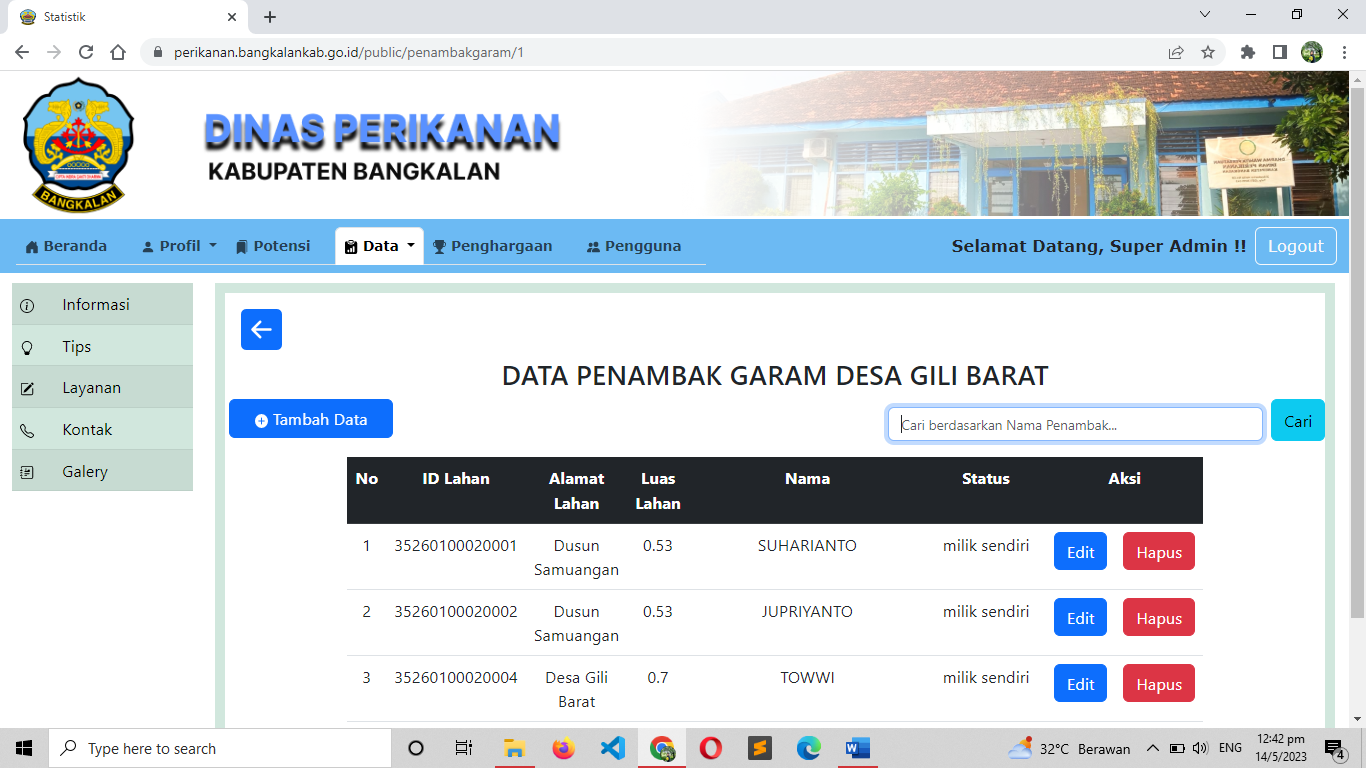 Statistik
perikanan.bangkalankab.go.id/public/penambakgaram/1
BANGKALAN
DINAS PERIKANAN
KABUPATEN BANGKALAN
Beranda Profil Potensi Data Penghargaan Pengguna Selamat Datang, Super Admin !! Logout
Informasi
Tips
Layanan
Kontak
Galery
DATA PENAMBAK GARAM DESA GILI BARAT
Tambah Data Cari berdasarkan Nama Penambak... Cari
No ID Lahan Alamat Luas Nama Status Aksi
Lahan Lahan
1 35260100020001 Dusun 0.53 SUHARIANTO milik sendiri Edit Hapus
Samuangan
2 35260100020002 Dusun 0.53 JUPRIYANTO milik sendiri Edit Hapus
Samuangan
3 35260100020004 Desa Gili 0.7 TOWWI milik sendiri Edit Hapus
Barat
Type here to search 32°C Berawan ENG 12:42 pm
14/5/2023 4